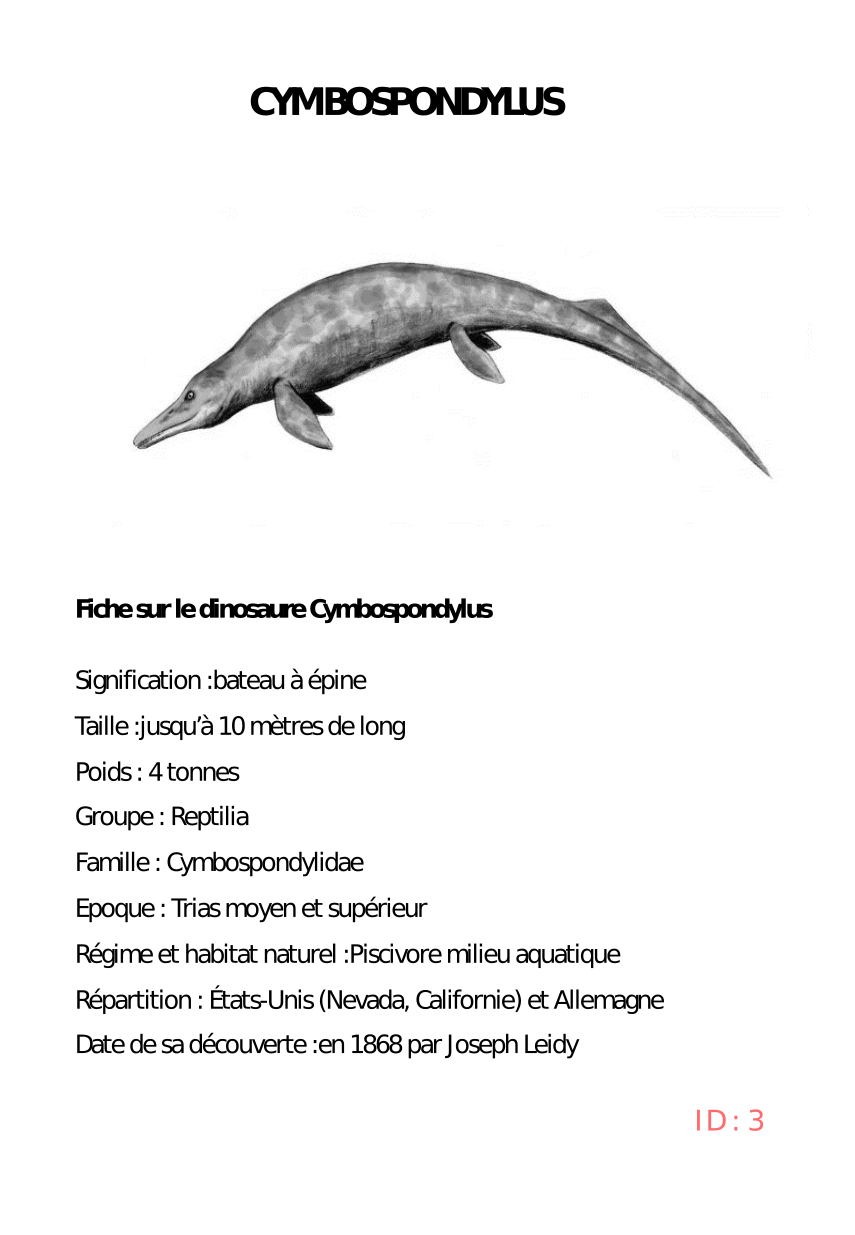 CYMBOSPONDYLUS
Fiche sur le dinosaure Cymbospondylus
Signification :bateau à épine
Taille :jusqu’à 10 mètres de long
Poids : 4 tonnes
Groupe : Reptilia
Famille : Cymbospondylidae
Epoque : Trias moyen et supérieur
Régime et habitat naturel :Piscivore milieu aquatique
Répartition : États-Unis (Nevada, Californie) et Allemagne
Date de sa découverte :en 1868 par Joseph Leidy
ID : 3